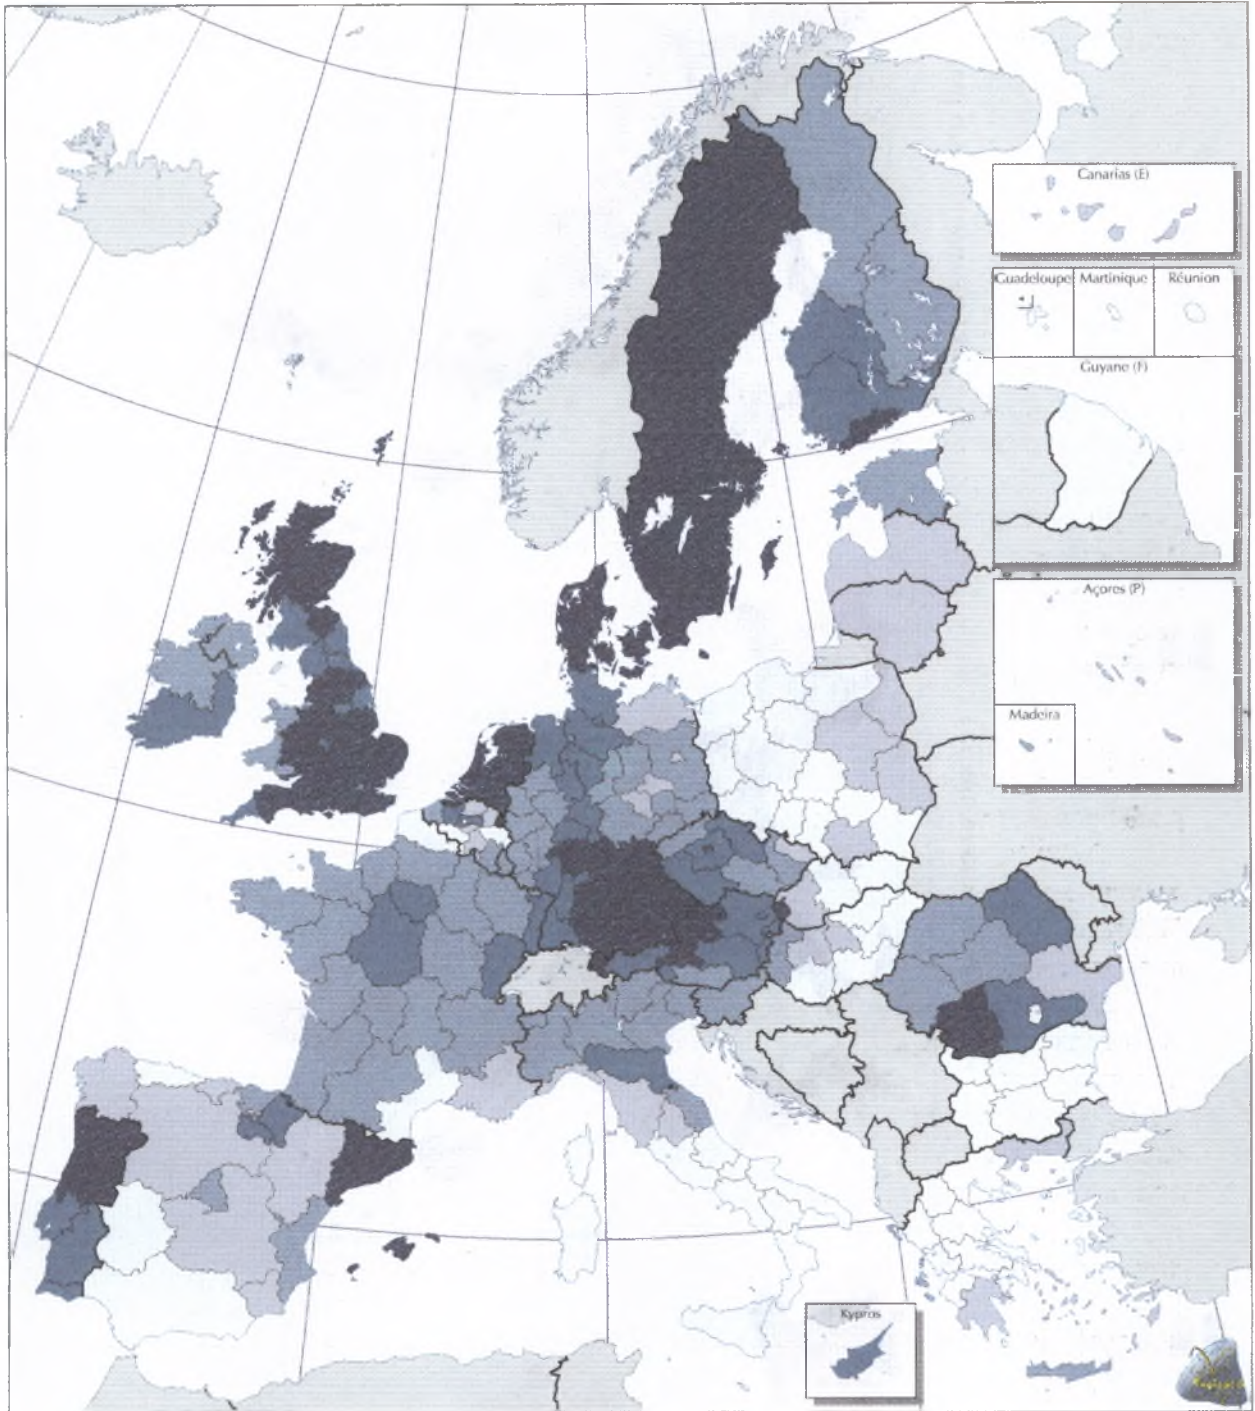 Canarias (E)
Guadeloupe Martinique Réunion
Guyane (F)
Açores (P)
Madeira
Kypros